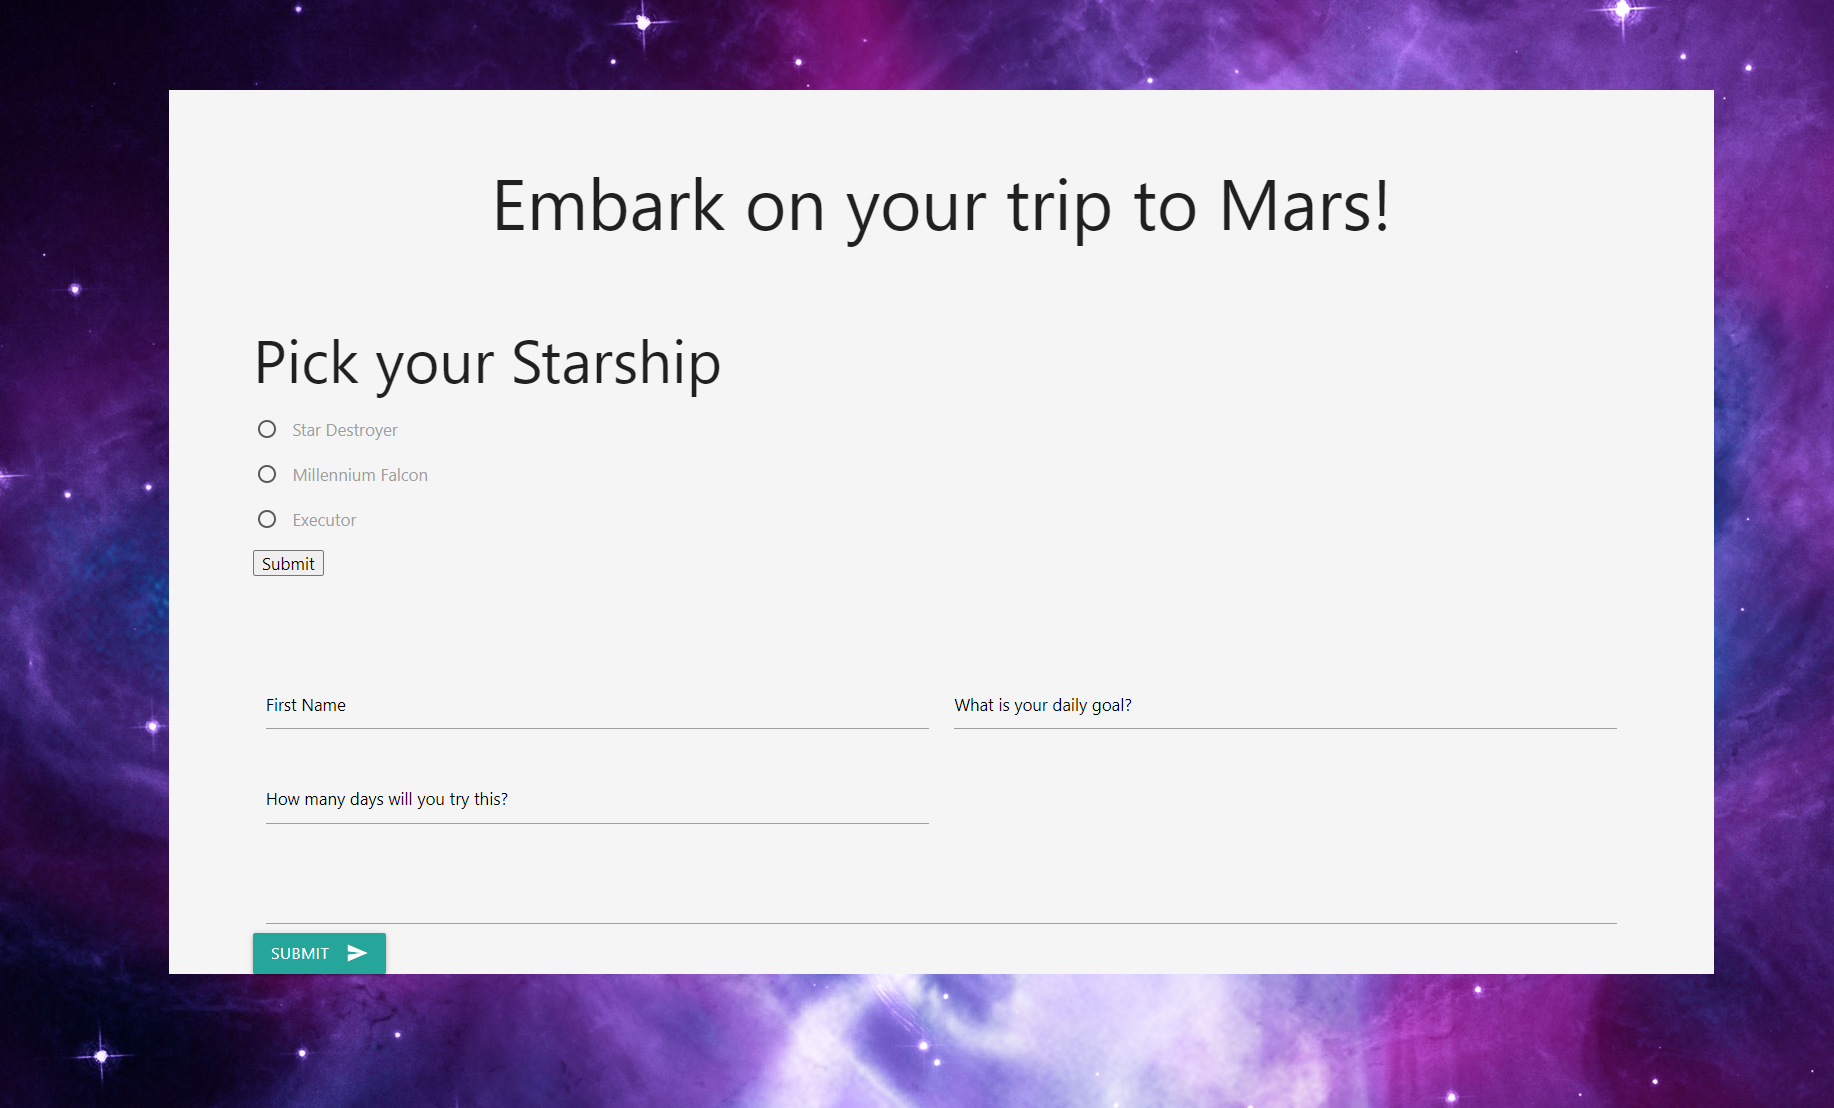 Embark on your trip to Mars!
Pick your Starship
Star Destroyer
Millennium Falcon
Executor
Submit
First Name
What is your daily goal?
How many days will you try this?
SUBMIT